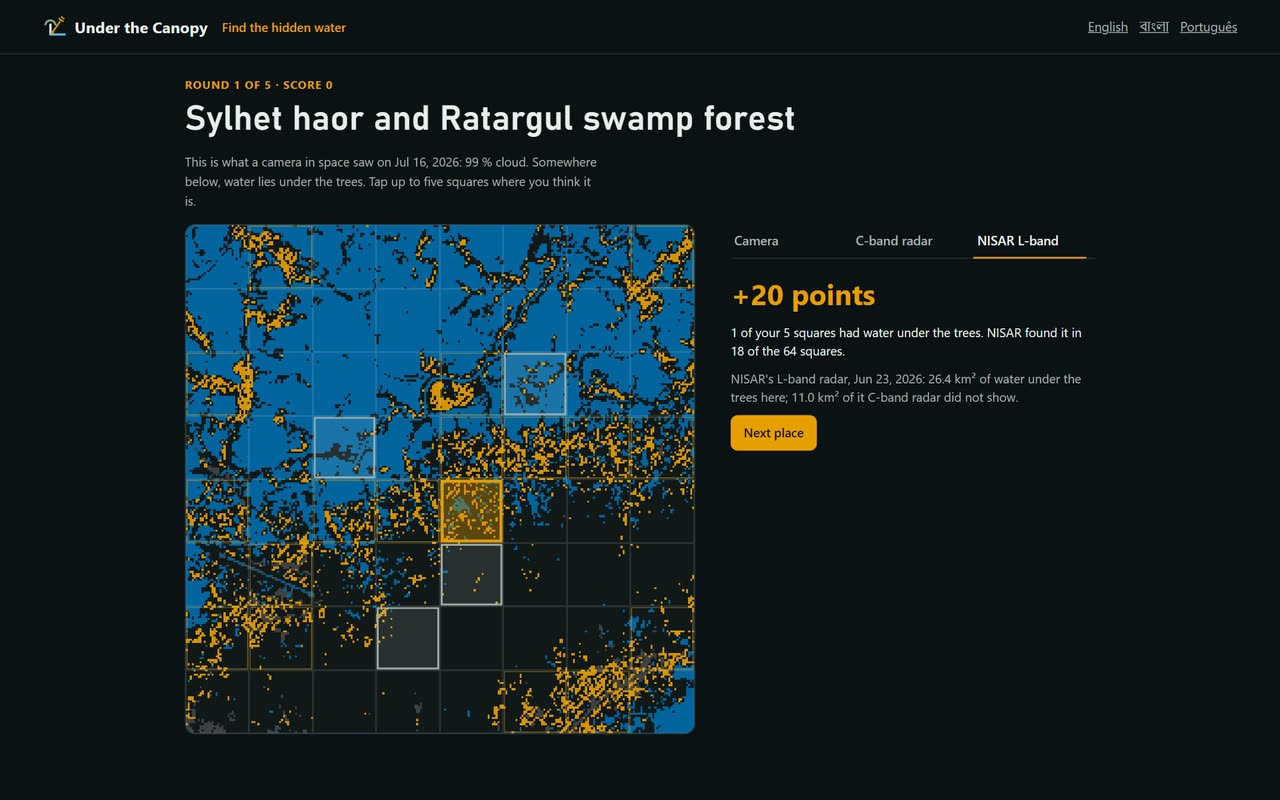 Under the Canopy
Find the hidden water
English
বাংলা
Português
ROUND 1 OF 5 · SCORE 0
Sylhet haor and Ratargul swamp forest
This is what a camera in space saw on Jul 16, 2026: 99 % cloud. Somewhere
below, water lies under the trees. Tap up to five squares where you think it
is.
Camera
C-band radar
NISAR L-band
+20 points
1 of your 5 squares had water under the trees. NISAR found it in
18 of the 64 squares.
NISAR's L-band radar, Jun 23, 2026: 26.4 km² of water under the
trees here; 11.0 km² of it C-band radar did not show.
Next place